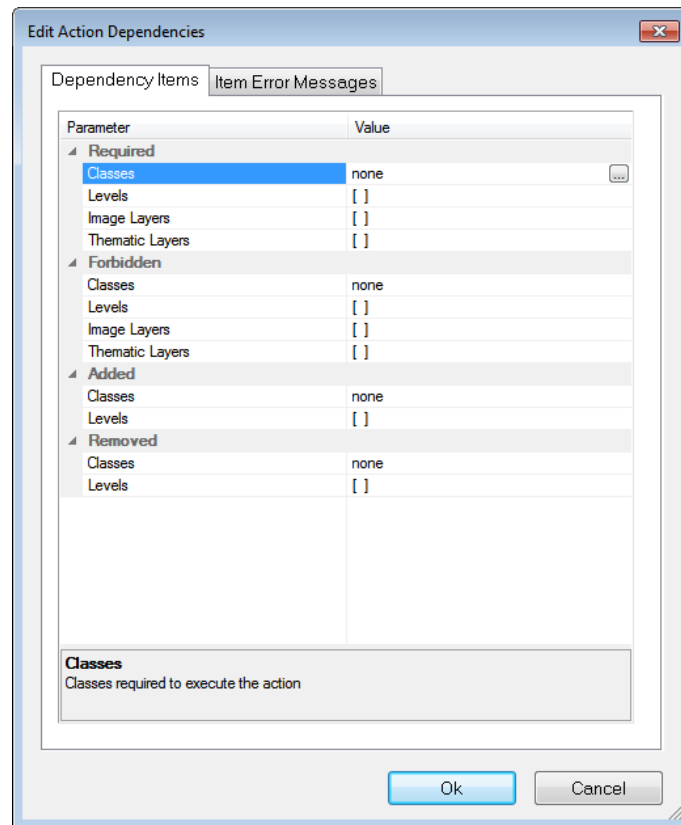 Edit Action Dependencies
Dependency Items Item Error Messages
Parameter Value
Required
Classes none ...
Levels [ ]
Image Layers [ ]
Thematic Layers [ ]
Forbidden
Classes none
Levels [ ]
Image Layers [ ]
Thematic Layers [ ]
Added
Classes none
Levels [ ]
Removed
Classes none
Levels [ ]
Classes
Classes required to execute the action
Ok Cancel